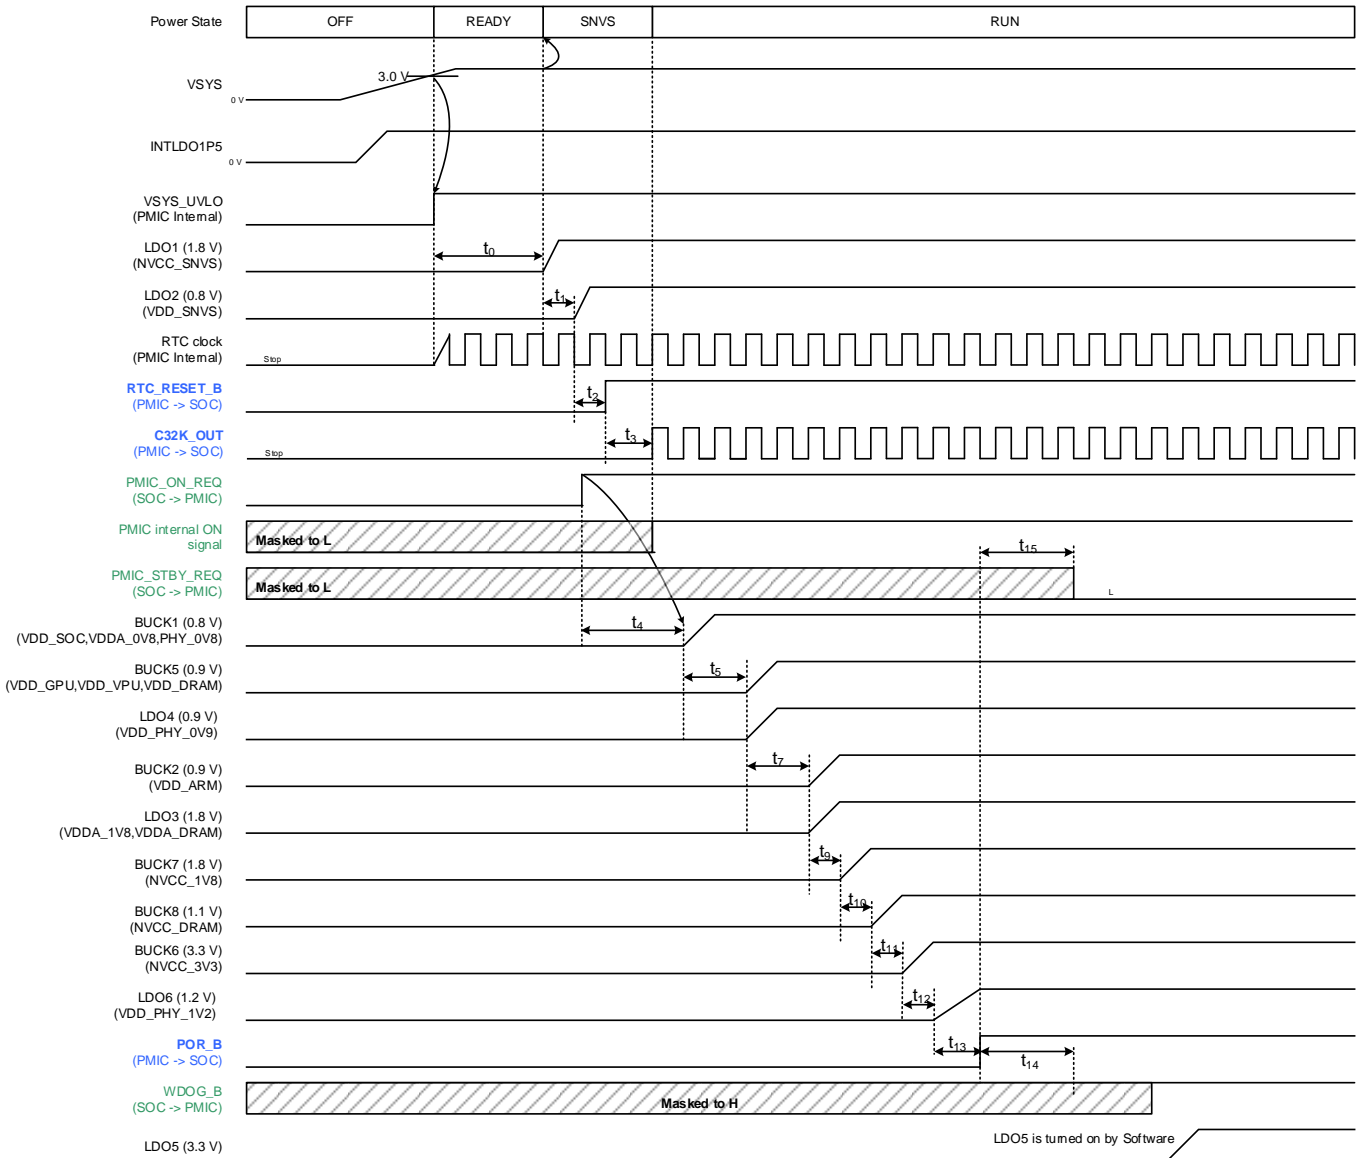 Power State OFF READY SNVS RUN
VSYS 3.0 V 0 V
INTLDO1P5 0 V
VSYS_UVLO
(PMIC Internal)
LDO1 (1.8 V)
(NVCC_SNVS)
t0
LDO2 (0.8 V)
(VDD_SNVS)
t1
RTC clock
(PMIC Internal)
Stop
RTC_RESET_B
(PMIC -> SOC)
t2
C32K_OUT
(PMIC -> SOC)
Stop
t3
PMIC_ON_REQ
(SOC -> PMIC)
PMIC internal ON
signal
Masked to L
PMIC_STBY_REQ
(SOC -> PMIC)
Masked to L
t15
L
BUCK1 (0.8 V)
(VDD_SOC,VDDA_0V8,PHY_0V8)
t4
BUCK5 (0.9 V)
(VDD_GPU,VDD_VPU,VDD_DRAM)
t5
LDO4 (0.9 V)
(VDD_PHY_0V9)
BUCK2 (0.9 V)
(VDD_ARM)
t7
LDO3 (1.8 V)
(VDDA_1V8,VDDA_DRAM)
BUCK7 (1.8 V)
(NVCC_1V8)
t9
BUCK8 (1.1 V)
(NVCC_DRAM)
t10
BUCK6 (3.3 V)
(NVCC_3V3)
t11
LDO6 (1.2 V)
(VDD_PHY_1V2)
t12
POR_B
(PMIC -> SOC)
t13
t14
WDOG_B
(SOC -> PMIC)
Masked to H
LDO5 (3.3 V)
LDO5 is turned on by Software